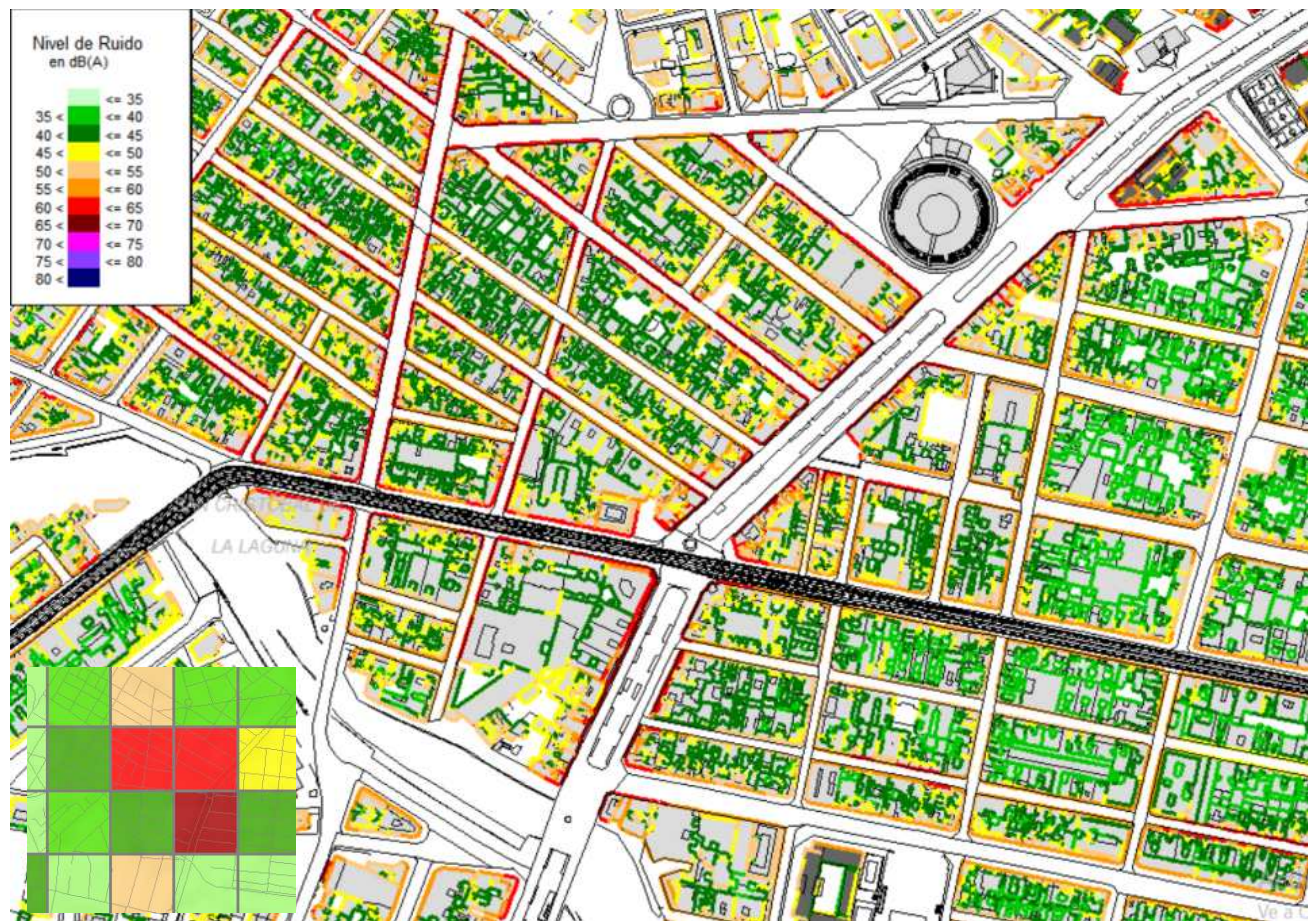 Nivel de Ruido
en dB(A)
<= 35
35 < <= 40
40 < <= 45
45 < <= 50
50 < <= 55
55 < <= 60
60 < <= 65
65 < <= 70
70 < <= 75
75 < <= 80
80 <
LA LAGUNA
Ve a